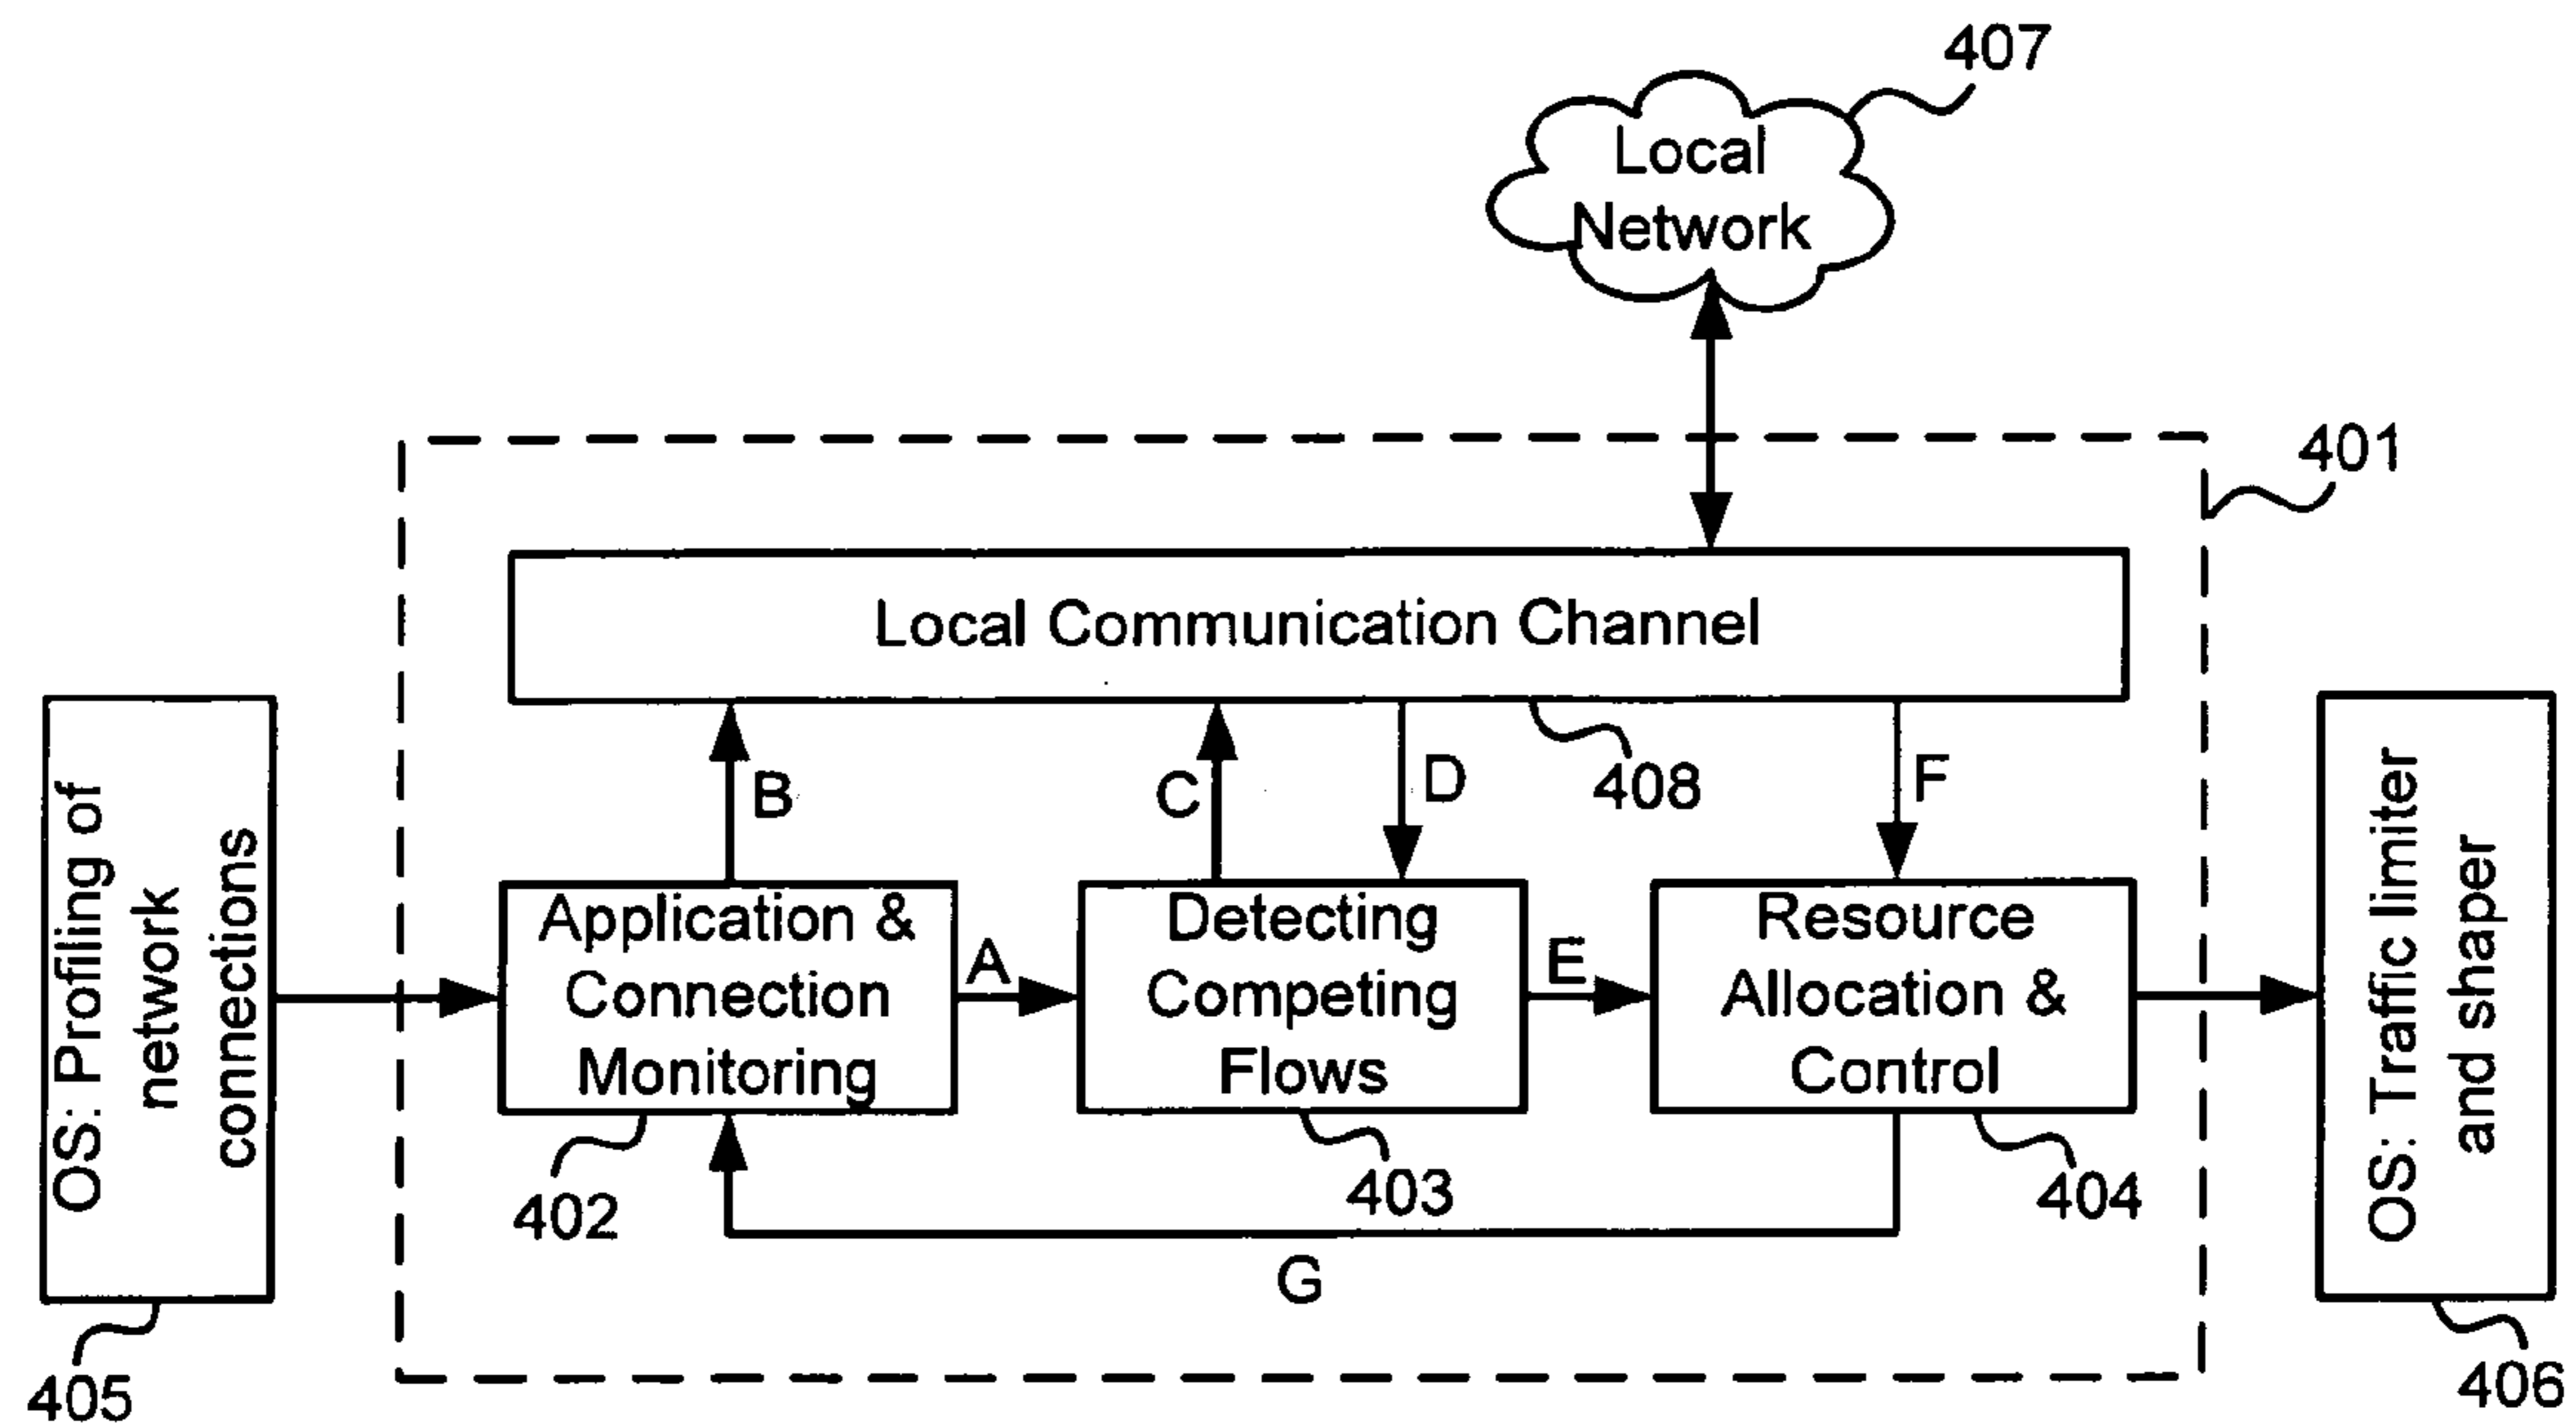 407
Local
Network
401
Local Communication Channel
408
B
C
D
F
OS: Profiling of
network
connections
405
Application &
Connection
Monitoring
402
A
Detecting
Competing
Flows
403
E
Resource
Allocation &
Control
404
G
OS: Traffic limiter
and shaper
406